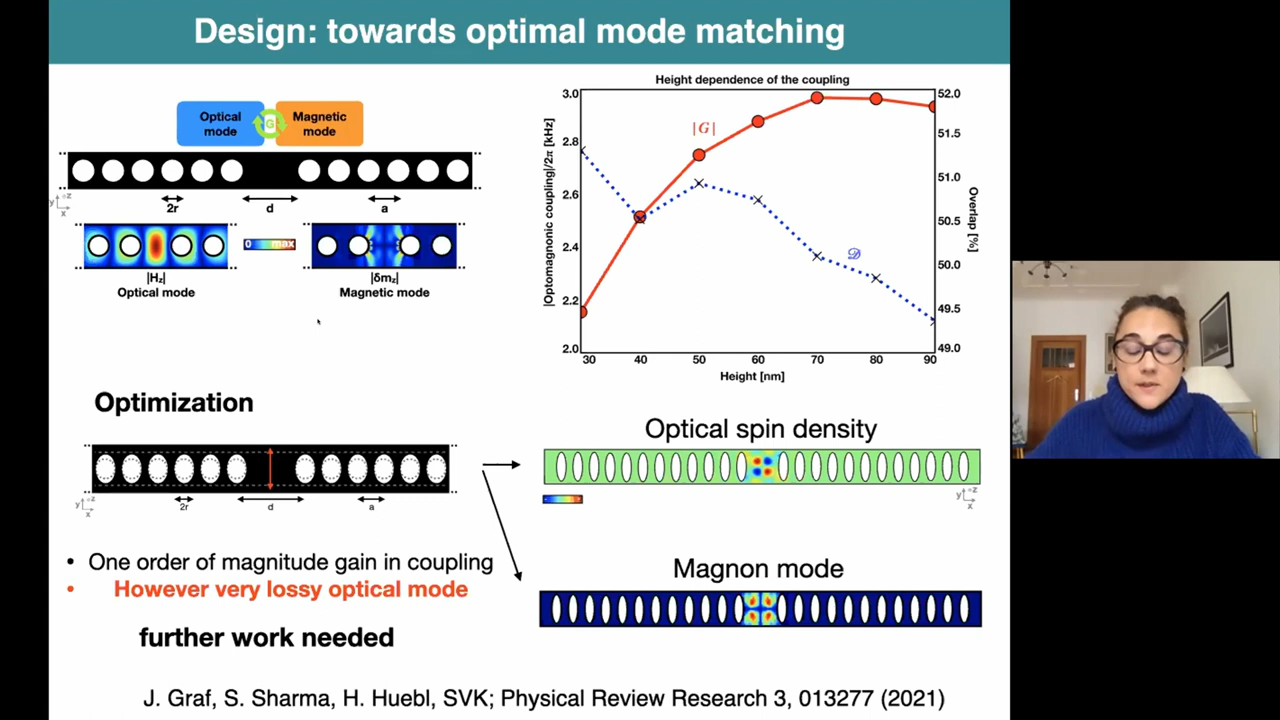 Design: towards optimal mode matching
Optical
mode
G
Magnetic
mode
2r
d
a
y
z
x
0
max
|Hz|
Optical mode
|δmz|
Magnetic mode
Height dependence of the coupling
|Optomagnonic coupling|/2π [kHz]
3.0
2.8
2.6
2.4
2.2
2.0
|G|
𝒟
52.0
51.5
51.0
50.5
50.0
49.5
49.0
Overlap [%]
30 40 50 60 70 80 90
Height [nm]
Optimization
2r
d
a
y
z
x
Optical spin density
y
z
x
Magnon mode
• One order of magnitude gain in coupling
• However very lossy optical mode
further work needed
J. Graf, S. Sharma, H. Huebl, SVK; Physical Review Research 3, 013277 (2021)